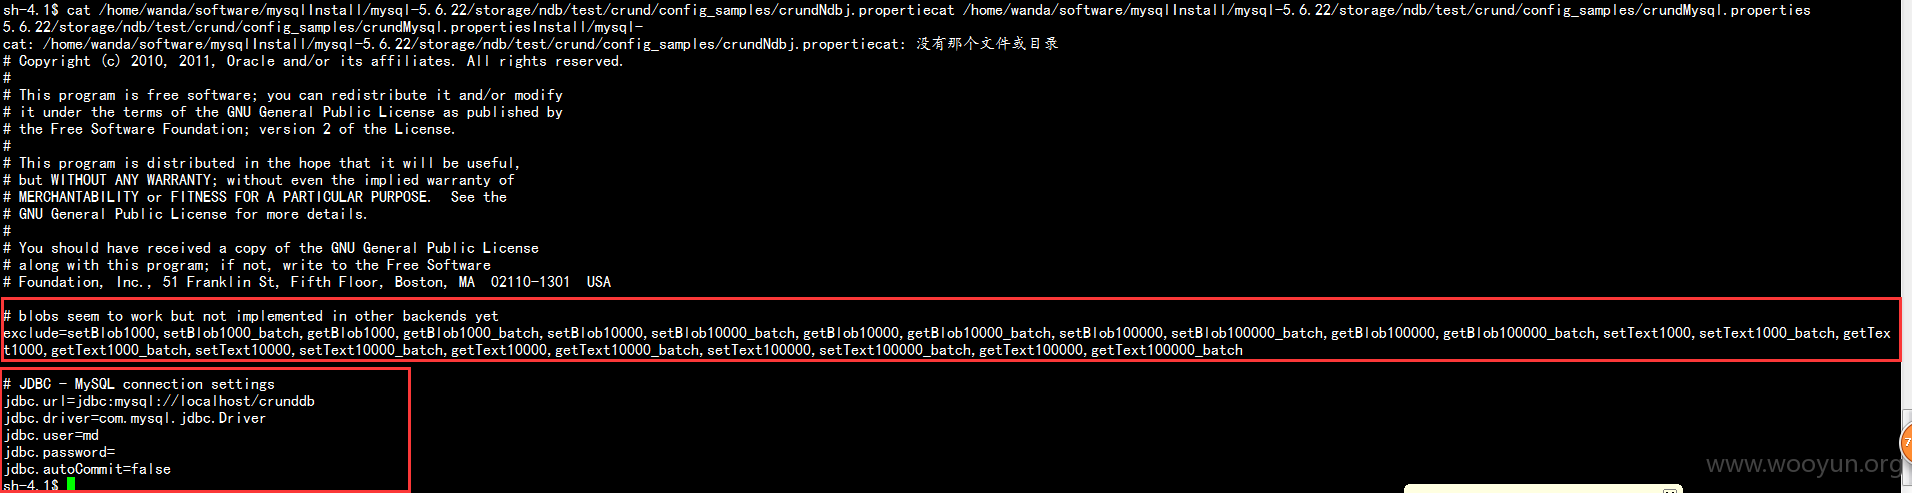 sh-4.1$ cat /home/wanda/software/mysqlInstall/mysql-5.6.22/storage/ndb/test/crund/config_samples/crundNdbj.propertiecat /home/wanda/software/mysqlInstall/mysql-5.6.22/storage/ndb/test/crund/config_samples/crundMysql.properties
5.6.22/storage/ndb/test/crund/config_samples/crundMysql.propertiesInstall/mysql-
cat: /home/wanda/software/mysqlInstall/mysql-5.6.22/storage/ndb/test/crund/config_samples/crundNdbj.propertiecat: 没有那个文件或目录
# Copyright (c) 2010, 2011, Oracle and/or its affiliates. All rights reserved.
#
# This program is free software; you can redistribute it and/or modify
# it under the terms of the GNU General Public License as published by
# the Free Software Foundation; version 2 of the License.
#
# This program is distributed in the hope that it will be useful,
# but WITHOUT ANY WARRANTY; without even the implied warranty of
# MERCHANTABILITY or FITNESS FOR A PARTICULAR PURPOSE.  See the
# GNU General Public License for more details.
#
# You should have received a copy of the GNU General Public License
# along with this program; if not, write to the Free Software
# Foundation, Inc., 51 Franklin St, Fifth Floor, Boston, MA  02110-1301  USA
# blobs seem to work but not implemented in other backends yet
exclude=setBlob1000,setBlob1000_batch,getBlob1000,getBlob1000_batch,setBlob10000,setBlob10000_batch,getBlob10000,getBlob10000_batch,setBlob100000,setBlob100000_batch,getBlob100000,getBlob100000_batch,setText1000,setText1000_batch,getTex
t1000,getText1000_batch,setText10000,setText10000_batch,getText10000,getText10000_batch,setText100000,setText100000_batch,getText100000,getText100000_batch
# JDBC - MySQL connection settings
jdbc.url=jdbc:mysql://localhost/crunddb
jdbc.driver=com.mysql.jdbc.Driver
jdbc.user=md
jdbc.password=
jdbc.autoCommit=false
sh-4.1$
7
www.wooyun.org